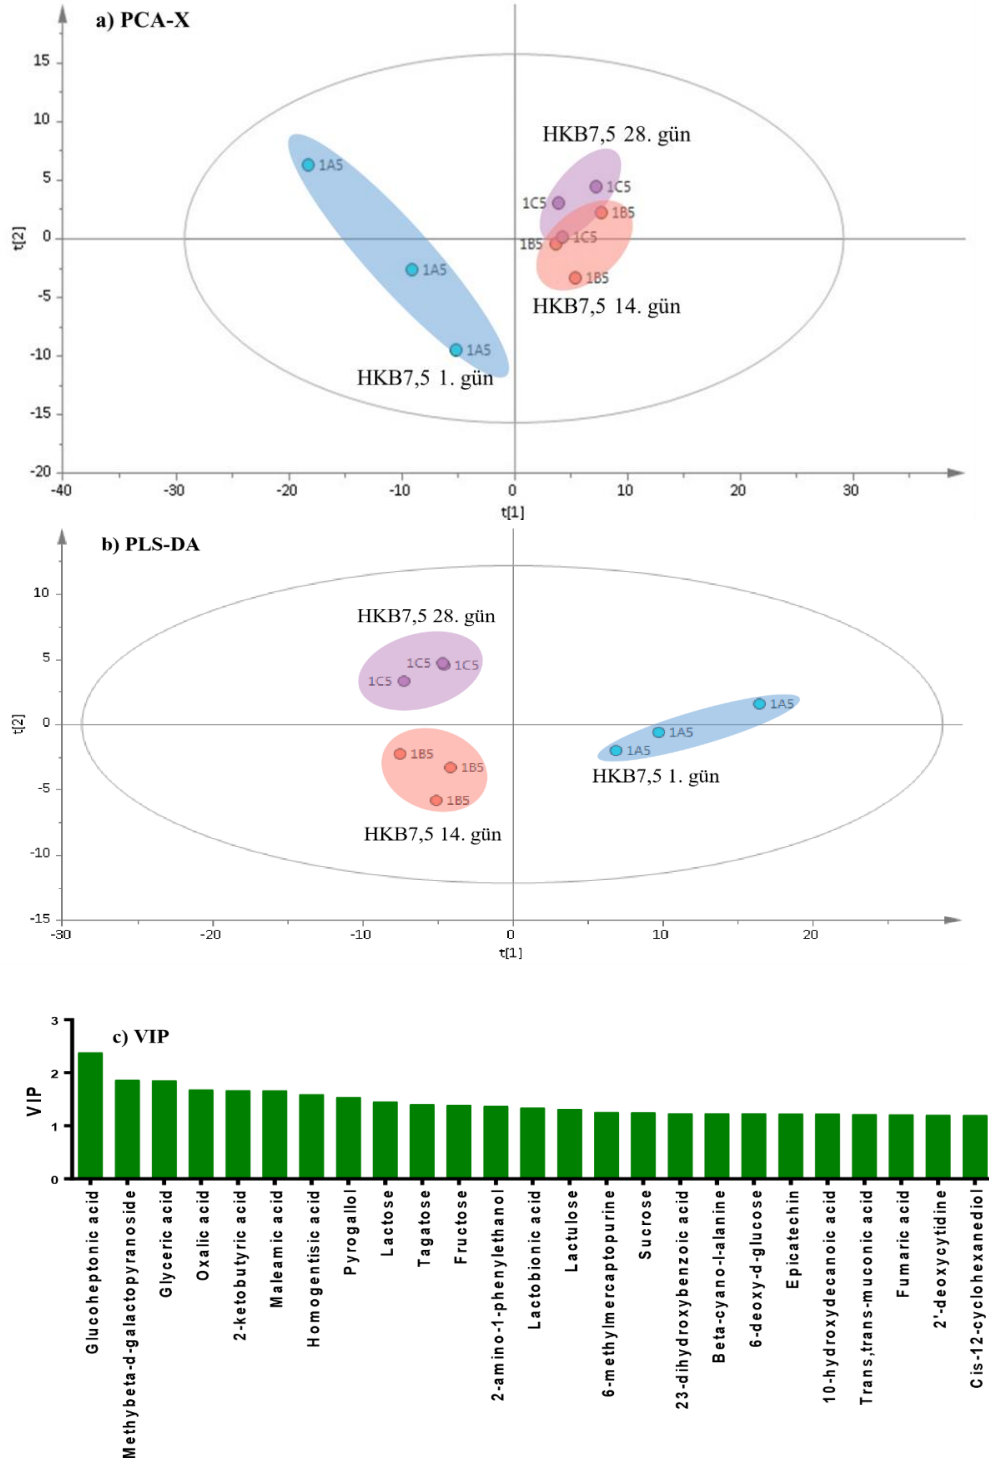 a) PCA-X
15
10
5
0
-5
-10
-15
-20
t[2]
HKB7,5 28. gün
1A5
1C5
1C5
1B5
1B5
1C5
1A5
1B5
HKB7,5 14. gün
1A5
HKB7,5 1. gün
-40
-30
-20
-10
0
10
20
30
t[1]
b) PLS-DA
10
5
0
-5
-10
-15
t[2]
HKB7,5 28. gün
1C5
1C5
1C5
1A5
1A5
1A5
1B5
1B5
1B5
HKB7,5 1. gün
HKB7,5 14. gün
-30
-20
-10
0
10
20
t[1]
c) VIP
3
2
1
0
VIP
Glucoheptonic acid
Methybeta-d-galactopyranoside
Glyceric acid
Oxalic acid
2-ketobutyric acid
Maleamic acid
Homogentisic acid
Pyrogallol
Lactose
Tagatose
Fructose
2-amino-1-phenylethanol
Lactobionic acid
Lactulose
6-methylmercaptopurine
Sucrose
23-dihydroxybenzoic acid
Beta-cyano-l-alanine
6-deoxy-d-glucose
Epicatechin
10-hydroxydecanoic acid
Trans,trans-muconic acid
Fumaric acid
2'-deoxycytidine
Cis-12-cyclohexanediol